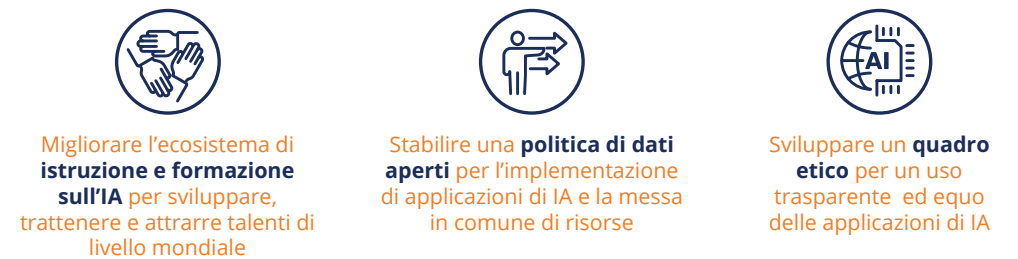 AI
Migliorare l’ecosistema di
istruzione e formazione
sull’IA per sviluppare,
trattenere e attrarre talenti di
livello mondiale
Stabilire una politica di dati
aperti per l’implementazione
di applicazioni di IA e la messa
in comune di risorse
Sviluppare un quadro
etico per un uso
trasparente  ed equo
delle applicazioni di IA